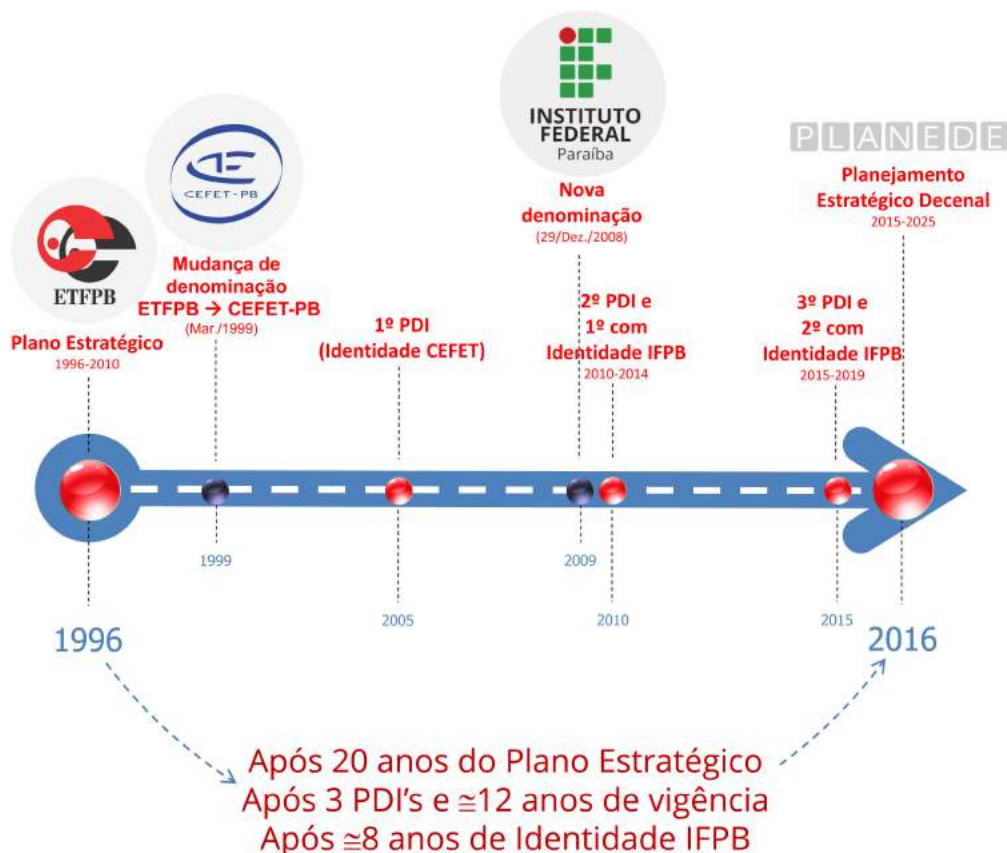 INSTITUTO
FEDERAL
Paraíba
PLANEDE
CEFET-PB
Nova
denominação
(29/Dez./2008)
Planejamento
Estratégico Decenal
2015-2025
ETFPB
Mudança de
denominação
ETFPB → CEFET-PB
(Mar./1999)
Plano Estratégico
1996-2010
1º PDI
(Identidade CEFET)
2º PDI e
1º com
Identidade IFPB
2010-2014
3º PDI e
2º com
Identidade IFPB
2015-2019
1999
2009
2005
2010
2015
1996
2016
Após 20 anos do Plano Estratégico
Após 3 PDI's e ≅12 anos de vigência
Após ≅8 anos de Identidade IFPB